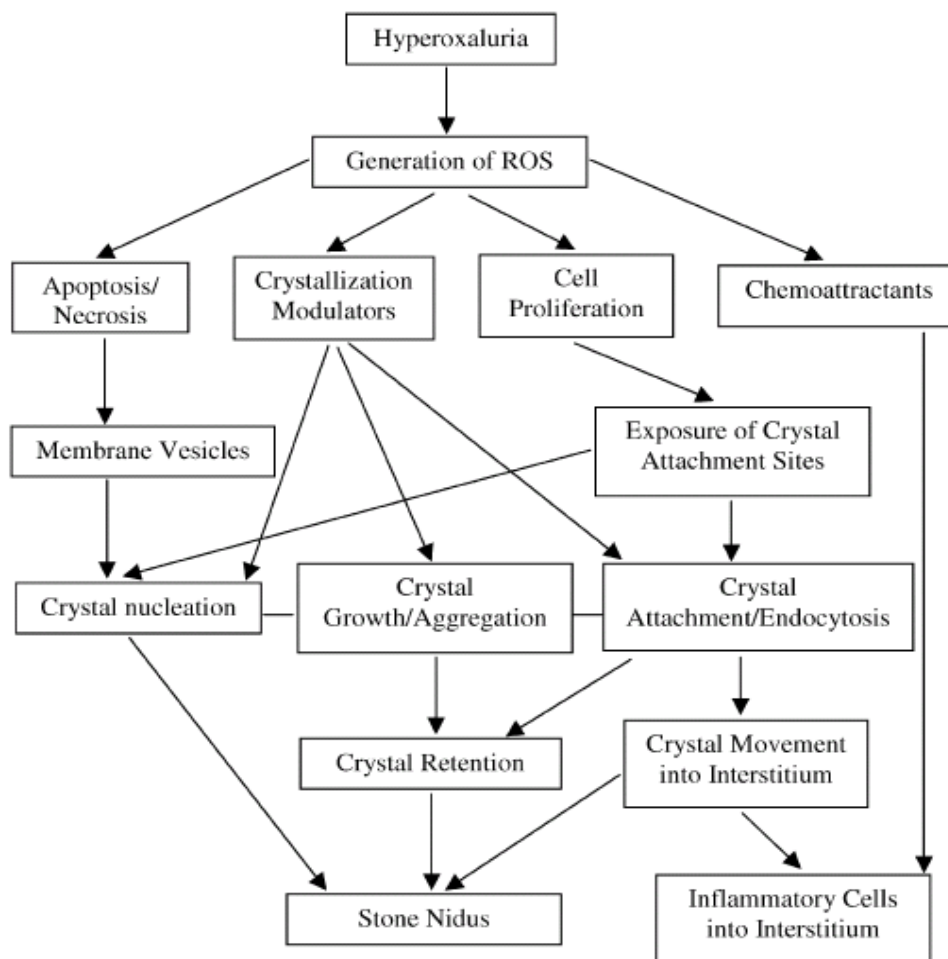 Hyperoxaluria
Generation of ROS
Apoptosis/
Necrosis
Crystallization
Modulators
Cell
Proliferation
Chemoattractants
Membrane Vesicles
Exposure of Crystal
Attachment Sites
Crystal nucleation
Crystal
Growth/Aggregation
Crystal
Attachment/Endocytosis
Crystal Retention
Crystal Movement
into Interstitium
Stone Nidus
Inflammatory Cells
into Interstitium